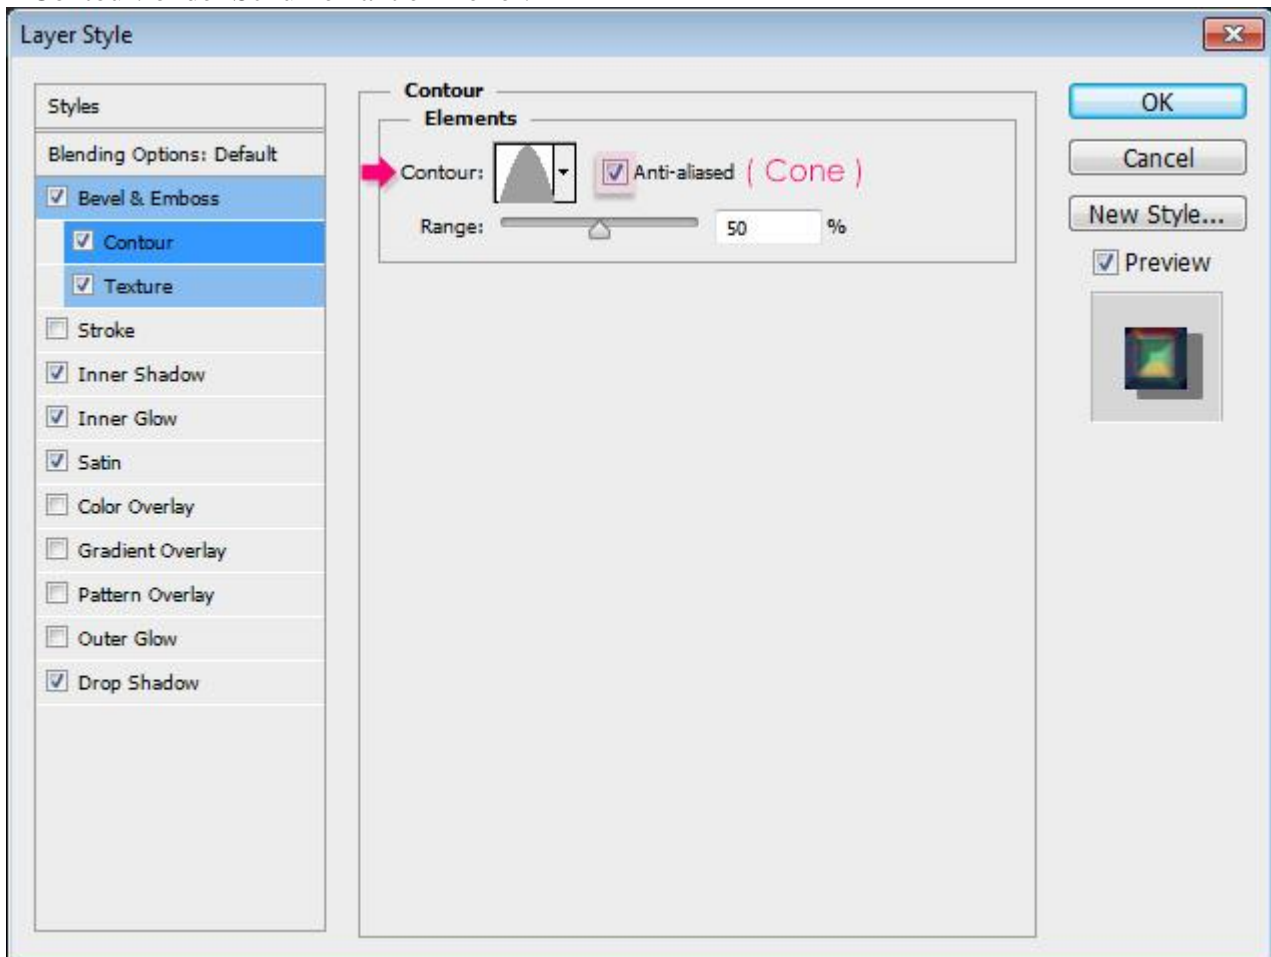 Layer Style
Styles
Blending Options: Default
Bevel & Emboss
Contour
Texture
Stroke
Inner Shadow
Inner Glow
Satin
Color Overlay
Gradient Overlay
Pattern Overlay
Outer Glow
Drop Shadow
Contour
Elements
Contour: Anti-aliased ( Cone )
Range: 50 %
OK
Cancel
New Style...
Preview